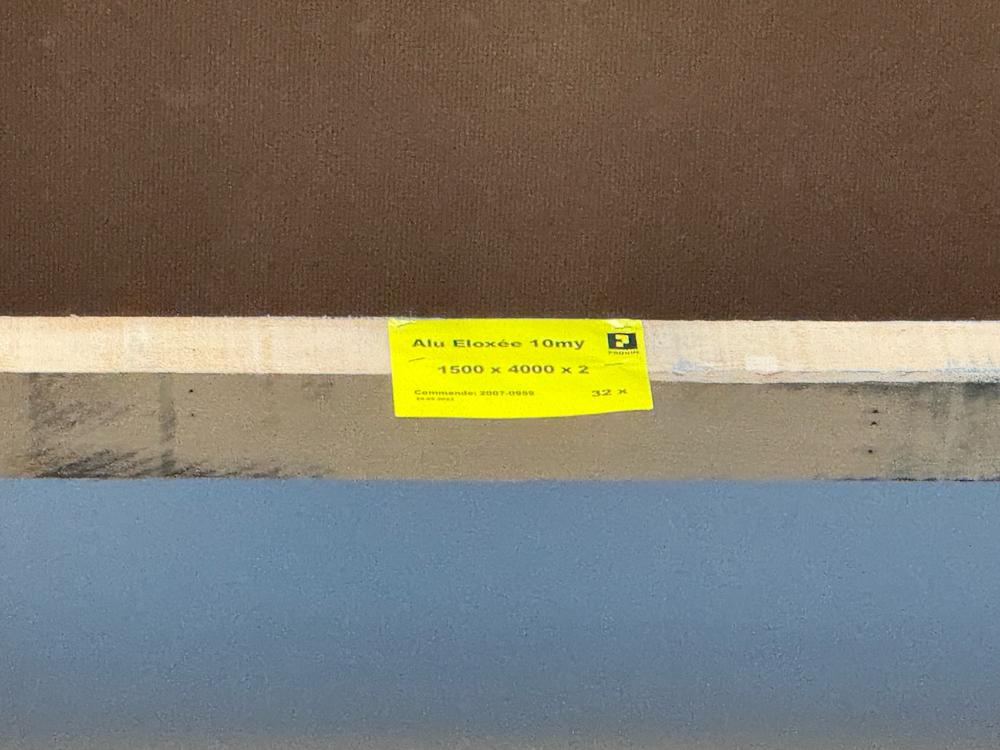 Alu Eloxée 10my
1500 x 4000 x 2
Commande: 2007-0959
32 x